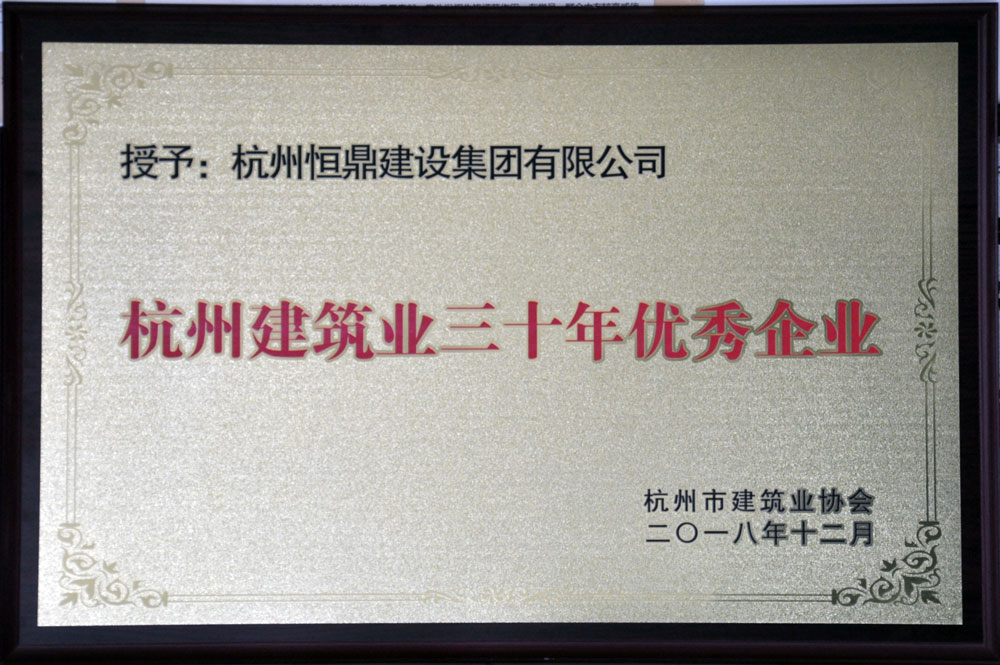 授予：杭州恒鼎建设集团有限公司
杭州建筑业三十年优秀企业
杭州市建筑业协会
二〇一八年十二月